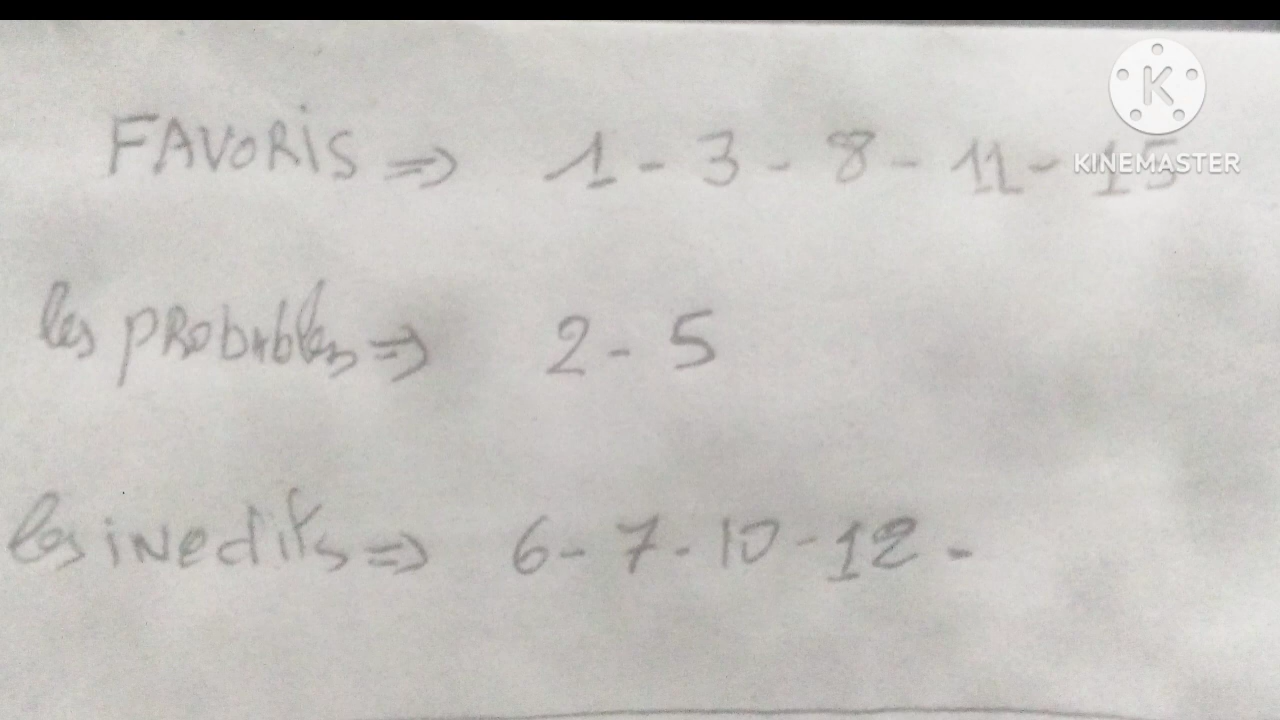 FAVORIS => 1 - 3 - 8 - 11 - 15
KINEMASTER
les probables => 2 - 5
les inedits => 6 - 7 - 10 - 12 -